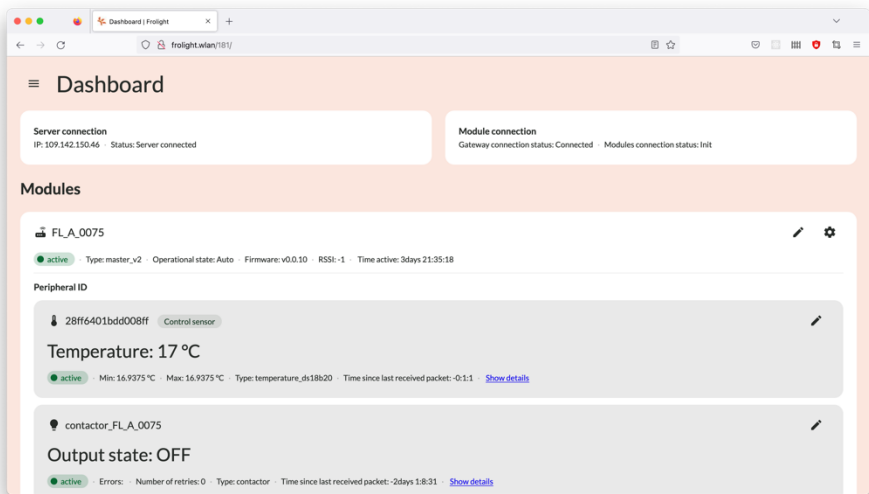 Dashboard | Frolight
frolight.wlan/181/
Dashboard
Server connection
IP: 109.142.150.46 · Status: Server connected
Module connection
Gateway connection status: Connected · Modules connection status: Init
Modules
FL_A_0075
active · Type: master_v2 · Operational state: Auto · Firmware: v0.0.10 · RSSI: -1 · Time active: 3days 21:35:18
Peripheral ID
28ff6401bdd008ff Control sensor
Temperature: 17 °C
active · Min: 16.9375 °C · Max: 16.9375 °C · Type: temperature_ds18b20 · Time since last received packet: -0:1:1 · Show details
contactor_FL_A_0075
Output state: OFF
active · Errors: · Number of retries: 0 · Type: contactor · Time since last received packet: -2days 1:8:31 · Show details